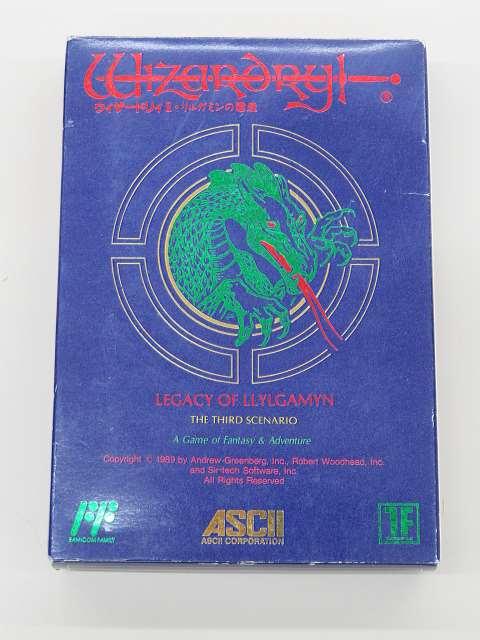 Wizardry
®
ウィザードリィⅡ・リルガミンの遺産
LEGACY OF LLYLGAMYN
THE THIRD SCENARIO
A Game of Fantasy & Adventure
Copyright © 1989 by Andrew Greenberg, Inc., Robert Woodhead, Inc.
and Sir-tech Software, Inc.
All Rights Reserved
FAMICOM FAMILY
ASCII
ASCII CORPORATION